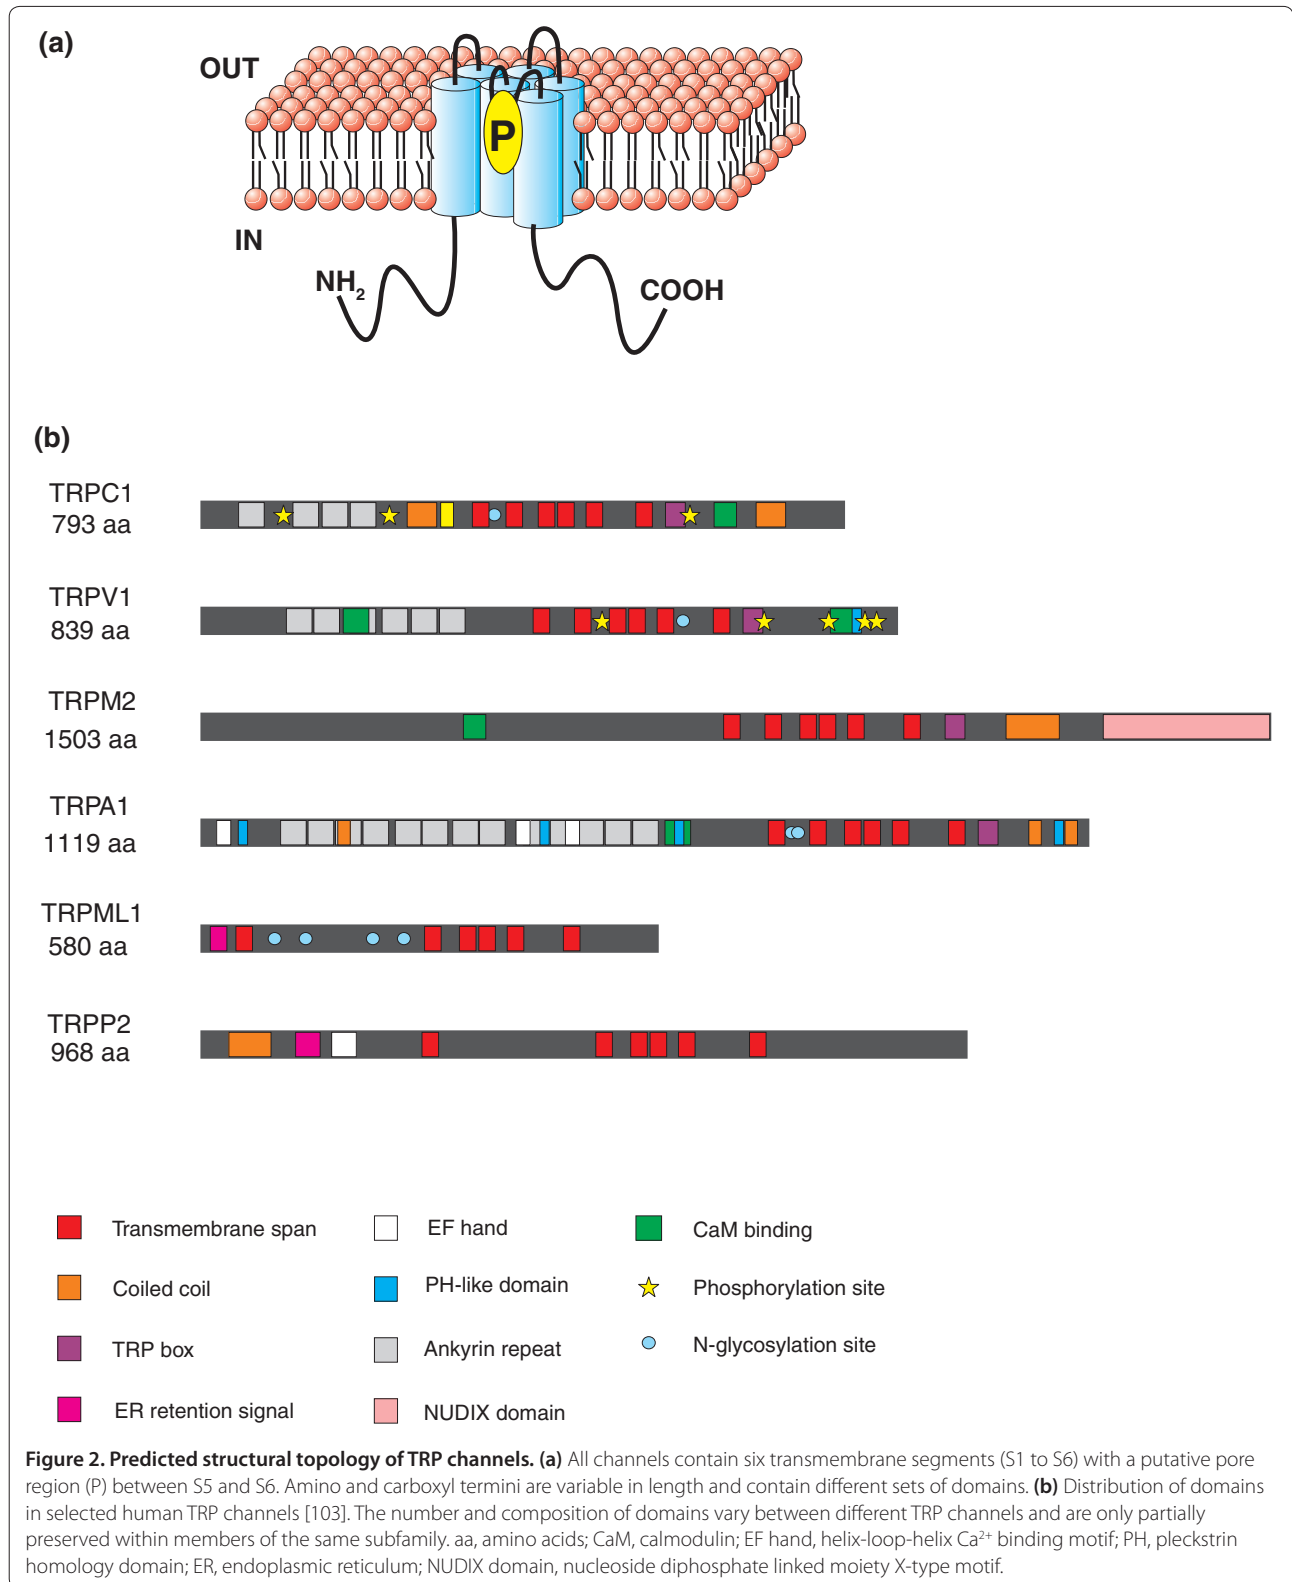 (a)
OUT
P
IN
NH2
COOH
(b)
TRPC1
793 aa
TRPV1
839 aa
TRPM2
1503 aa
TRPA1
1119 aa
TRPML1
580 aa
TRPP2
968 aa
Transmembrane span
EF hand
CaM binding
Coiled coil
PH-like domain
Phosphorylation site
TRP box
Ankyrin repeat
N-glycosylation site
ER retention signal
NUDIX domain
Figure 2. Predicted structural topology of TRP channels. (a) All channels contain six transmembrane segments (S1 to S6) with a putative pore
region (P) between S5 and S6. Amino and carboxyl termini are variable in length and contain different sets of domains. (b) Distribution of domains
in selected human TRP channels [103]. The number and composition of domains vary between different TRP channels and are only partially
preserved within members of the same subfamily. aa, amino acids; CaM, calmodulin; EF hand, helix-loop-helix Ca2+ binding motif; PH, pleckstrin
homology domain; ER, endoplasmic reticulum; NUDIX domain, nucleoside diphosphate linked moiety X-type motif.